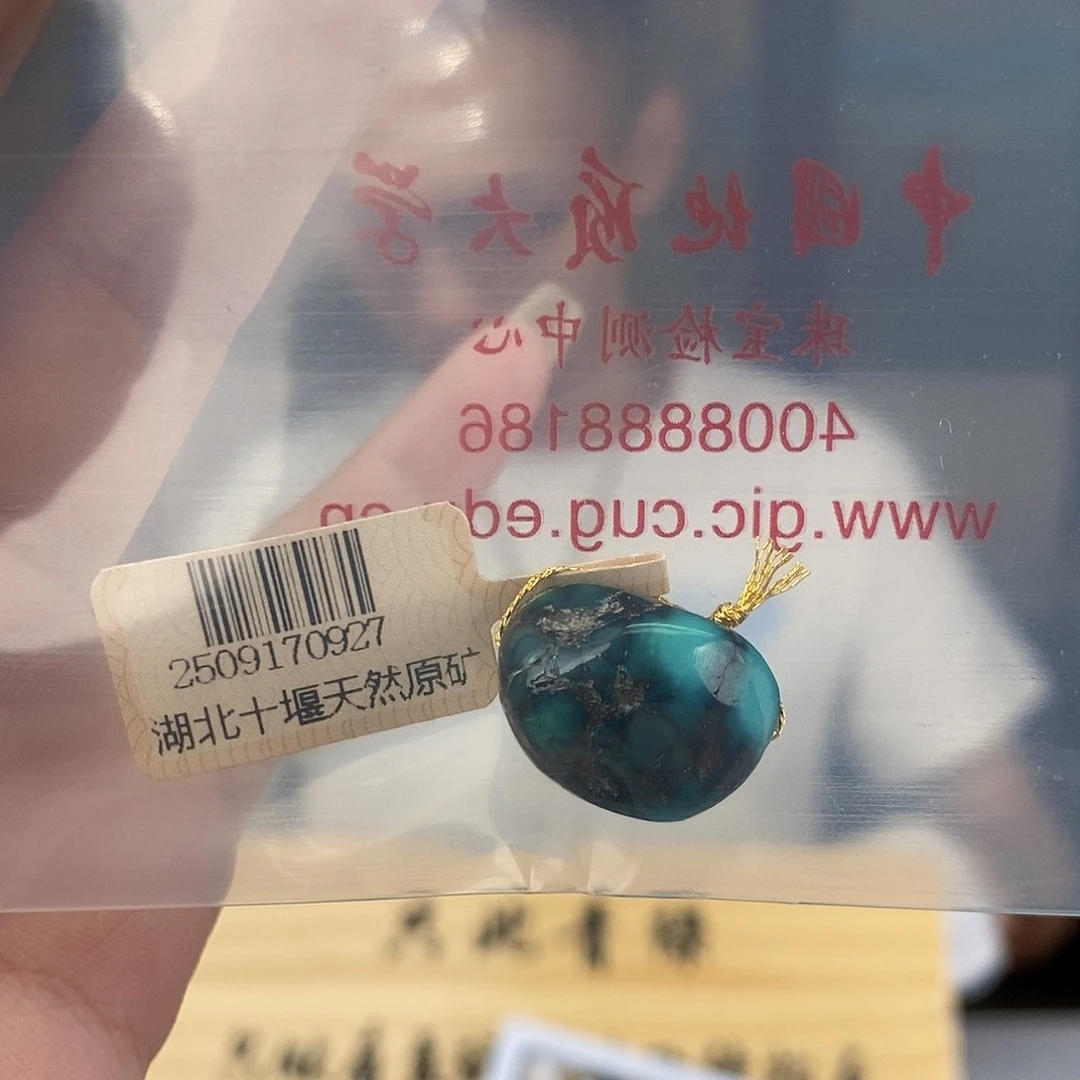 中国地质大学
珠宝检测中心
4008888186
www.gic.cug.edu.cn
2509170927
湖北十堰天然原矿